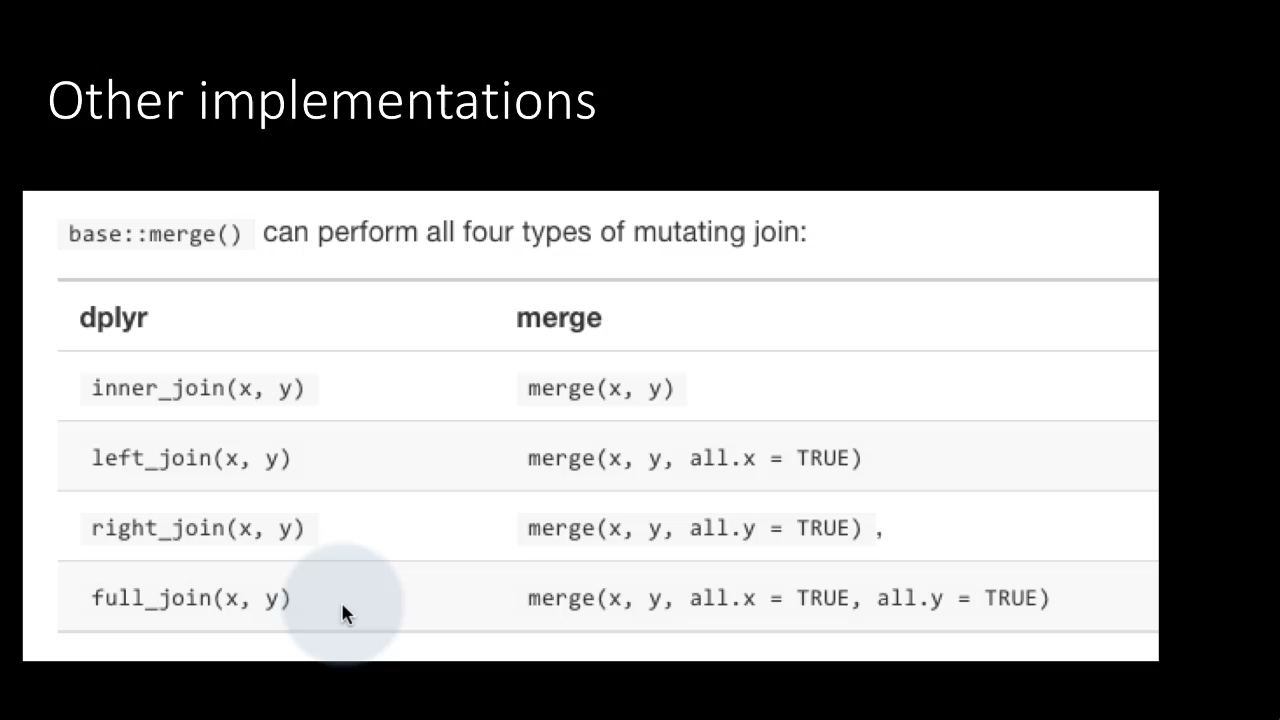 Other implementations
base::merge() can perform all four types of mutating join:
dplyr merge
inner_join(x, y) merge(x, y)
left_join(x, y) merge(x, y, all.x = TRUE)
right_join(x, y) merge(x, y, all.y = TRUE) ,
full_join(x, y) merge(x, y, all.x = TRUE, all.y = TRUE)